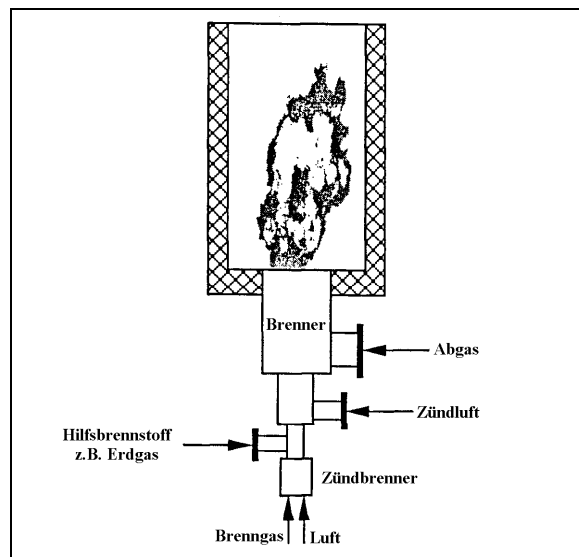 Brenner
Abgas
Zündluft
Hilfsbrennstoff
z.B. Erdgas
Zündbrenner
Brenngas
Luft